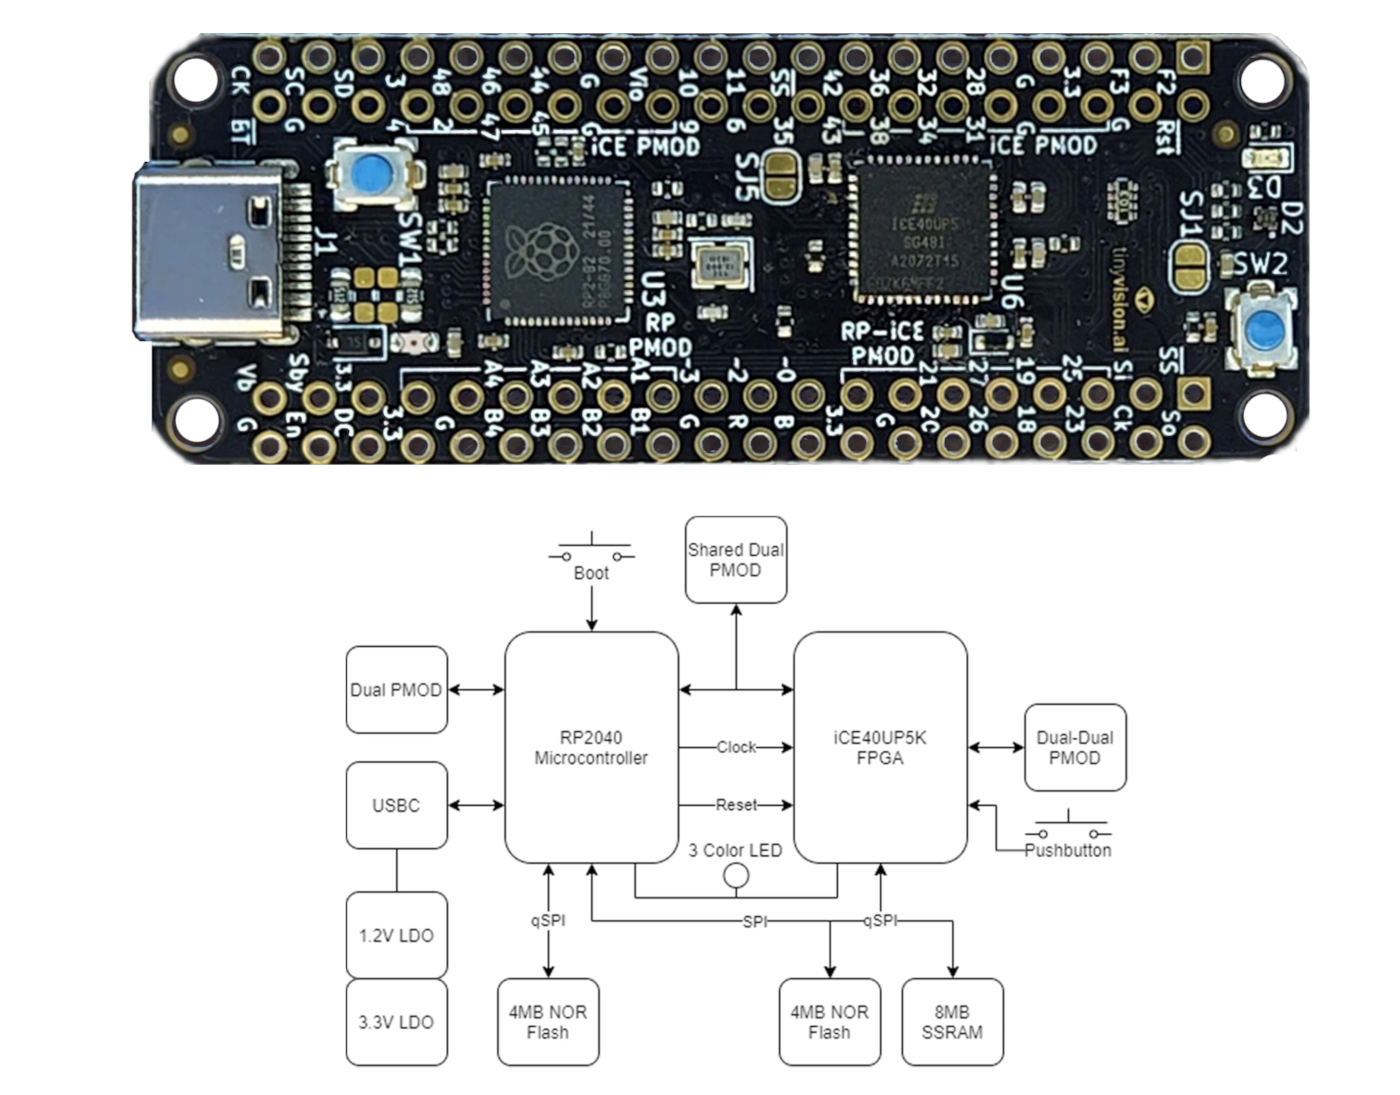 CK
SC
SD
3
48
46
44
G
Vio
10
11
SS
42
36
32
28
G
3.3
F3
F2
BT
G
4
2
47
45
G
9
6
35
43
38
34
31
G
G
Rst
iCE PMOD
iCE PMOD
SJ5
SW1
J1
D3
D2
SJ1
SW2
RP2-B2 21/44
ICE40UP5
SG48I
A2072T45
tinyvision.ai
U3
U6
RP
PMOD
RP-iCE
PMOD
Vb
Sby
3.3
A4
A3
A2
A1
-3
-2
-0
21
27
19
25
Si
SS
G
En
DC
3.3
G
B4
B3
B2
B1
G
R
B
3.3
G
20
26
18
23
Ck
So
Boot
Shared Dual
PMOD
Dual PMOD
RP2040
Microcontroller
Clock
iCE40UP5K
FPGA
Dual-Dual
PMOD
USBC
Reset
Pushbutton
3 Color LED
qSPI
SPI
qSPI
1.2V LDO
3.3V LDO
4MB NOR
Flash
4MB NOR
Flash
8MB
SSRAM